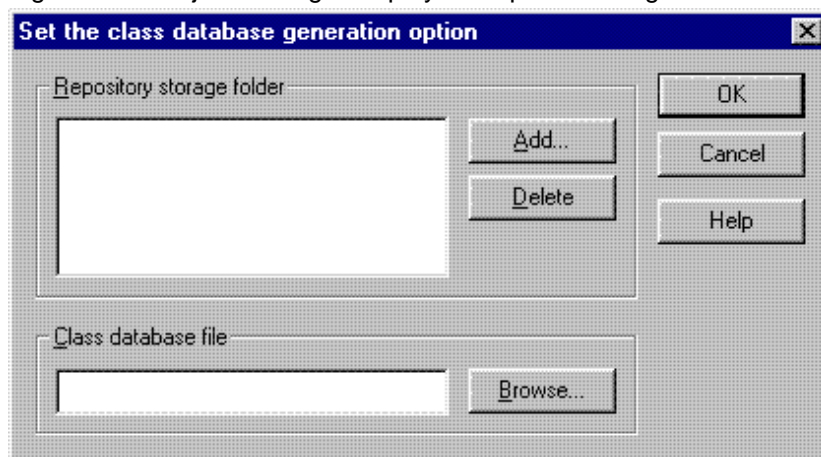 Set the class database generation option
Repository storage folder
Add...
Delete
OK
Cancel
Help
Class database file
Browse...